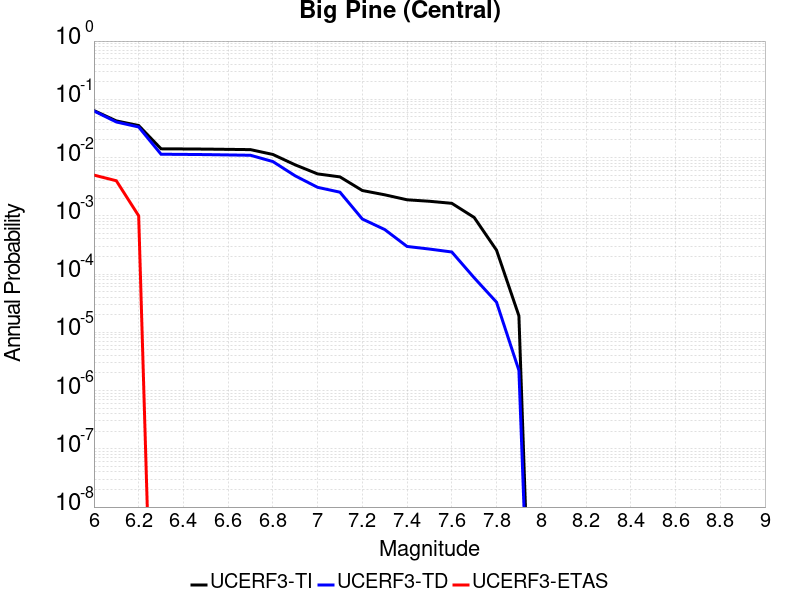 Big Pine (Central)
10^0
10^-1
10^-2
10^-3
10^-4
10^-5
10^-6
10^-7
10^-8
Annual Probability
6 6.2 6.4 6.6 6.8 7 7.2 7.4 7.6 7.8 8 8.2 8.4 8.6 8.8 9
Magnitude
UCERF3-TI UCERF3-TD UCERF3-ETAS